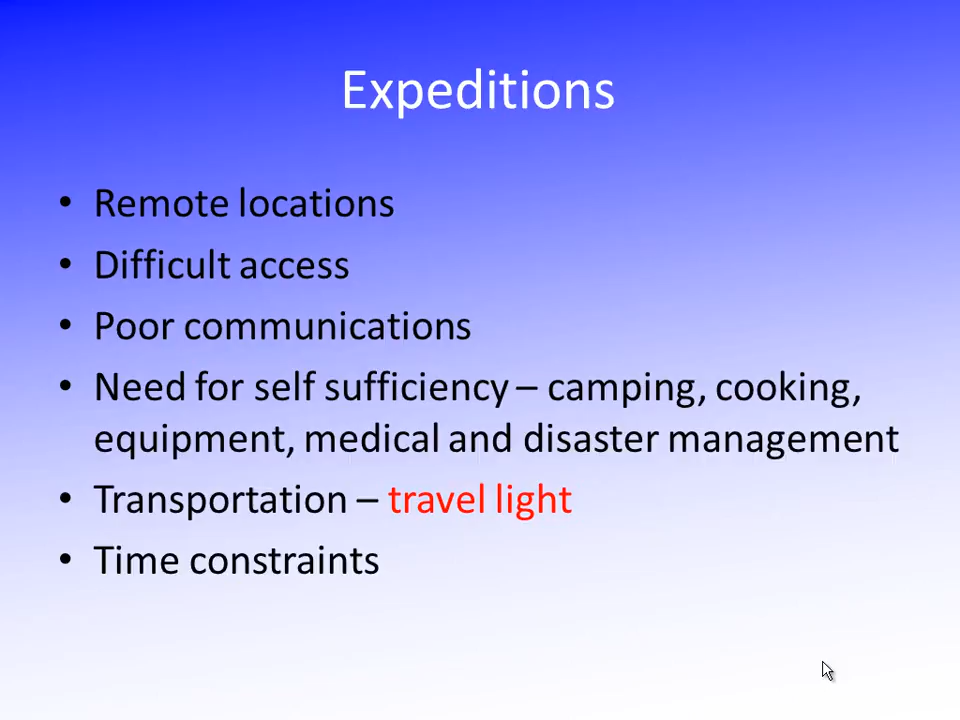 Expeditions
• Remote locations
• Difficult access
• Poor communications
• Need for self sufficiency – camping, cooking,
equipment, medical and disaster management
• Transportation – travel light
• Time constraints